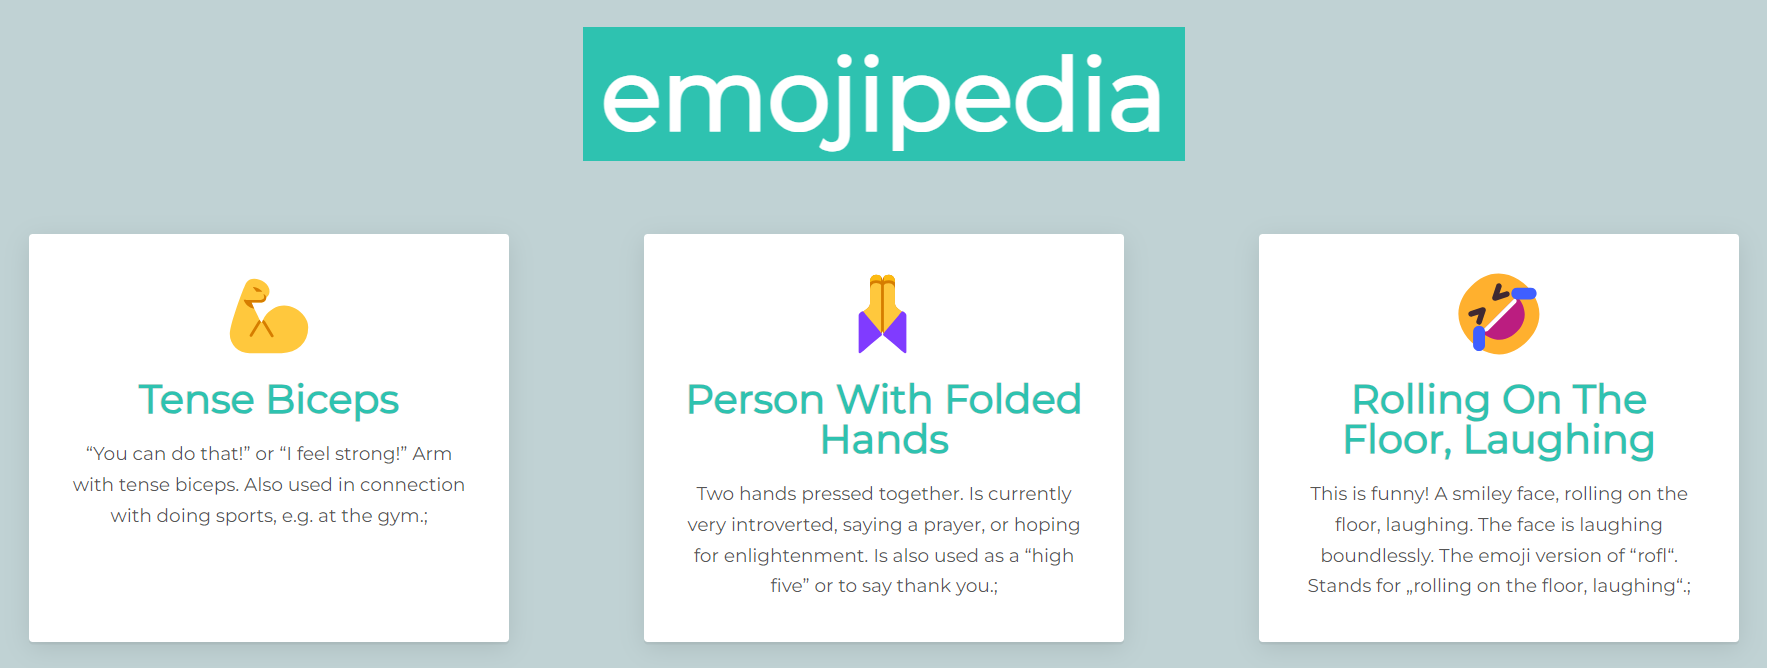 emojipedia
Tense Biceps
“You can do that!” or “I feel strong!” Arm
with tense biceps. Also used in connection
with doing sports, e.g. at the gym.;
Person With Folded
Hands
Two hands pressed together. Is currently
very introverted, saying a prayer, or hoping
for enlightenment. Is also used as a “high
five” or to say thank you.;
Rolling On The
Floor, Laughing
This is funny! A smiley face, rolling on the
floor, laughing. The face is laughing
boundlessly. The emoji version of “rofl“.
Stands for „rolling on the floor, laughing“.;